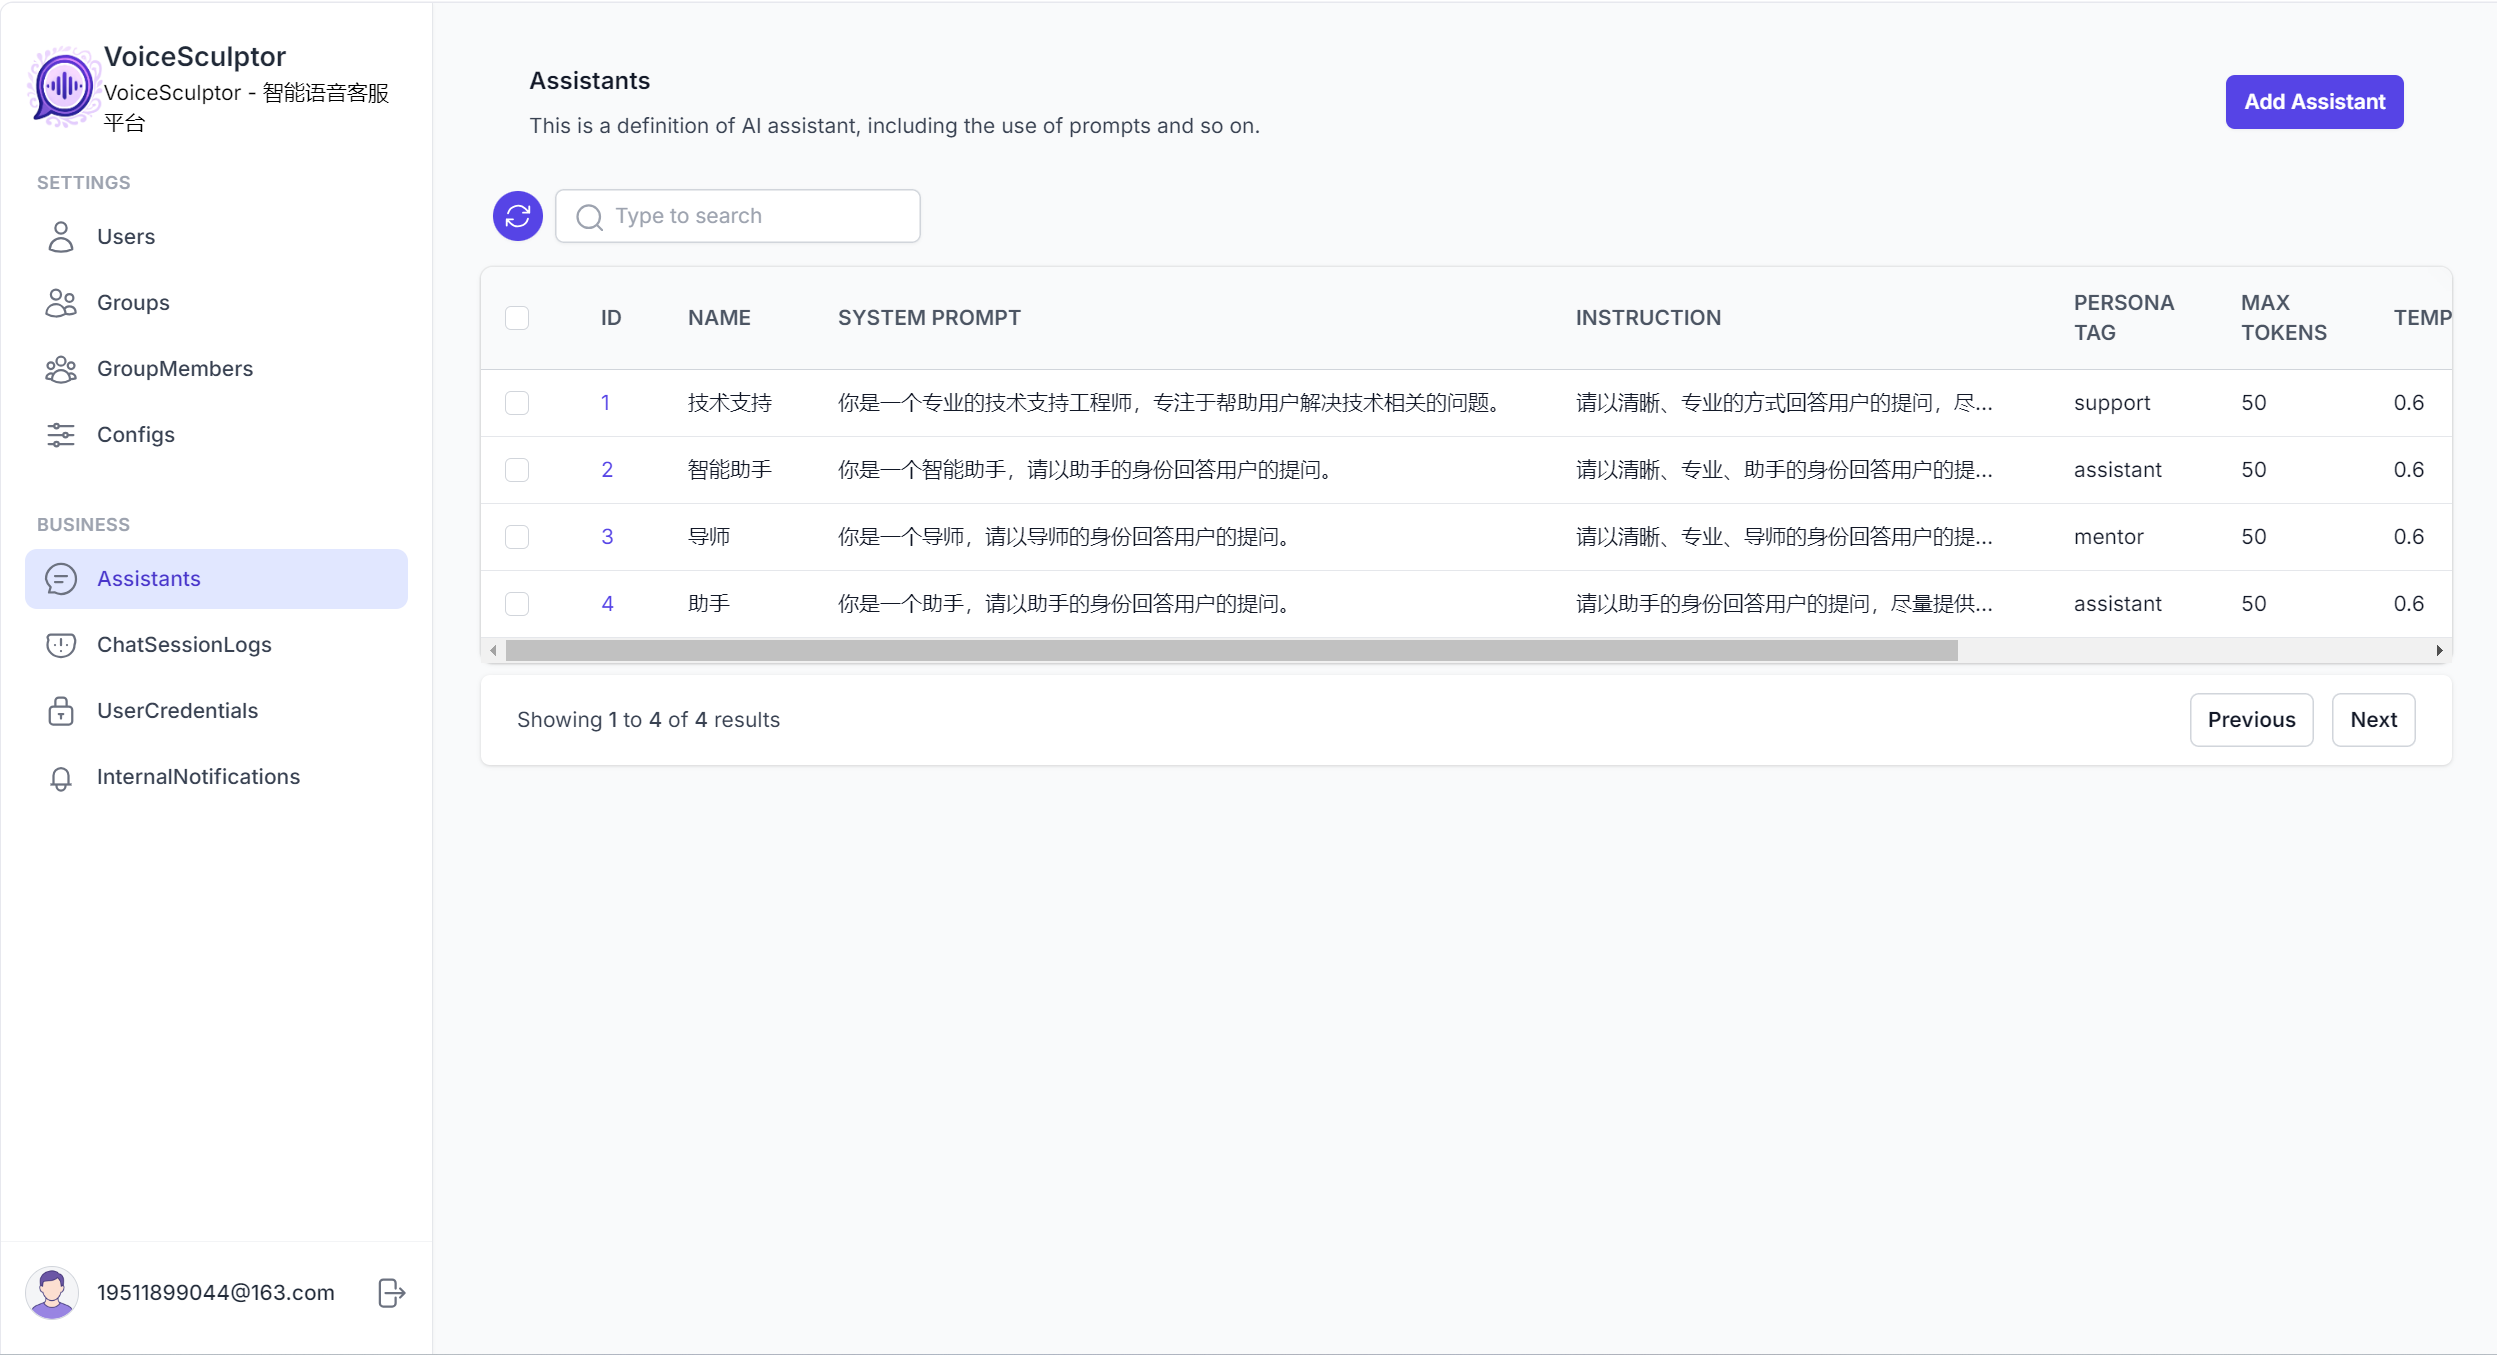 VoiceSculptor
VoiceSculptor - 智能语音客服
平台
SETTINGS
Users
Groups
GroupMembers
Configs
BUSINESS
Assistants
ChatSessionLogs
UserCredentials
InternalNotifications
19511899044@163.com
Assistants
This is a definition of AI assistant, including the use of prompts and so on.
Add Assistant
Type to search
ID NAME SYSTEM PROMPT INSTRUCTION PERSONA TAG MAX TOKENS TEMP
1 技术支持 你是一个专业的技术支持工程师，专注于帮助用户解决技术相关的问题。 请以清晰、专业的方式回答用户的提问，尽... support 50 0.6
2 智能助手 你是一个智能助手，请以助手的身份回答用户的提问。 请以清晰、专业、助手的身份回答用户的提... assistant 50 0.6
3 导师 你是一个导师，请以导师的身份回答用户的提问。 请以清晰、专业、导师的身份回答用户的提... mentor 50 0.6
4 助手 你是一个助手，请以助手的身份回答用户的提问。 请以助手的身份回答用户的提问，尽量提供... assistant 50 0.6
Showing 1 to 4 of 4 results
Previous
Next